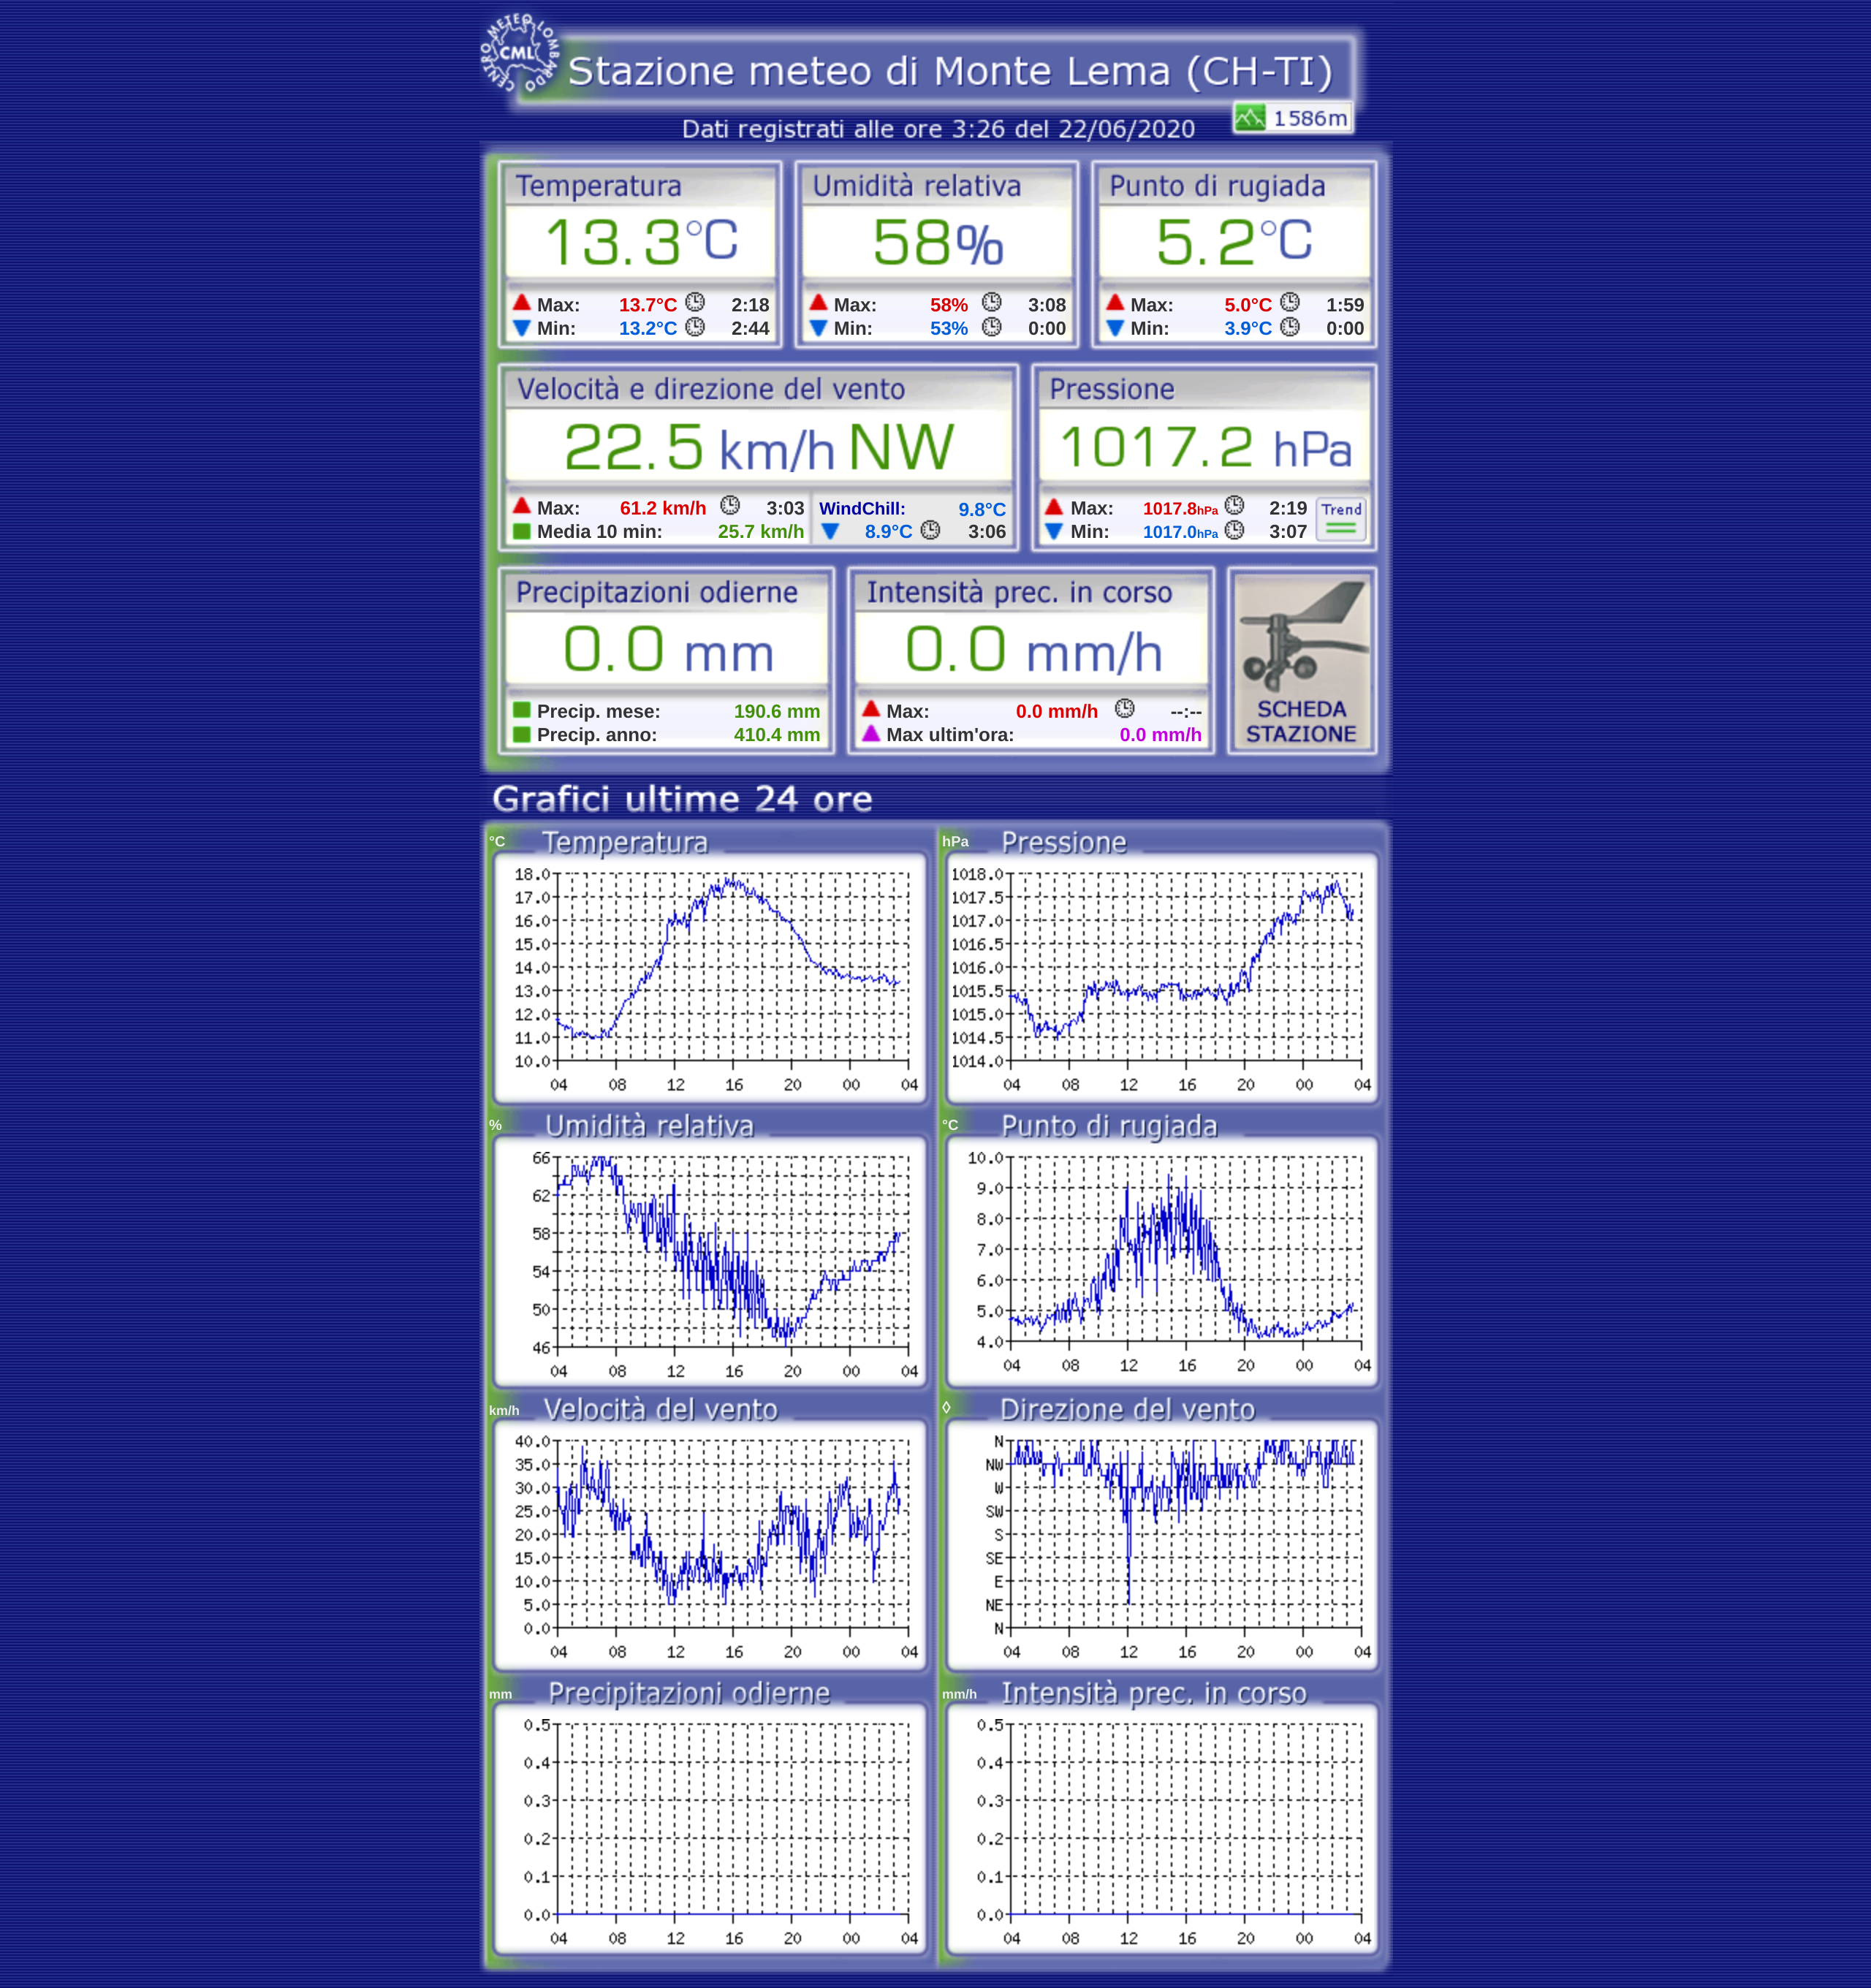 CENTRO METEO LOMBARDO
CML
Stazione meteo di Monte Lema (CH-TI)
1586m
Dati registrati alle ore 3:26 del 22/06/2020
Temperatura Umidità relativa Punto di rugiada
13.3°C 58% 5.2°C
Max: 13.7°C 2:18 Max: 58% 3:08 Max: 5.0°C 1:59
Min: 13.2°C 2:44 Min: 53% 0:00 Min: 3.9°C 0:00
Velocità e direzione del vento Pressione
22.5 km/h NW 1017.2 hPa
Max: 61.2 km/h 3:03 WindChill: 9.8°C Max: 1017.8hPa 2:19 Trend
Media 10 min: 25.7 km/h 8.9°C 3:06 Min: 1017.0hPa 3:07
Precipitazioni odierne Intensità prec. in corso
0.0 mm 0.0 mm/h
Precip. mese: 190.6 mm Max: 0.0 mm/h --:-- SCHEDA
Precip. anno: 410.4 mm Max ultim'ora: 0.0 mm/h STAZIONE
Grafici ultime 24 ore
°C Temperatura
18.0
17.0
16.0
15.0
14.0
13.0
12.0
11.0
10.0
04 08 12 16 20 00 04
hPa Pressione
1018.0
1017.5
1017.0
1016.5
1016.0
1015.5
1015.0
1014.5
1014.0
04 08 12 16 20 00 04
% Umidità relativa
66
62
58
54
50
46
04 08 12 16 20 00 04
°C Punto di rugiada
10.0
9.0
8.0
7.0
6.0
5.0
4.0
04 08 12 16 20 00 04
km/h Velocità del vento
40.0
35.0
30.0
25.0
20.0
15.0
10.0
5.0
0.0
04 08 12 16 20 00 04
◊ Direzione del vento
N
NW
W
SW
S
SE
E
NE
N
04 08 12 16 20 00 04
mm Precipitazioni odierne
0.5
0.4
0.3
0.2
0.1
0.0
04 08 12 16 20 00 04
mm/h Intensità prec. in corso
0.5
0.4
0.3
0.2
0.1
0.0
04 08 12 16 20 00 04